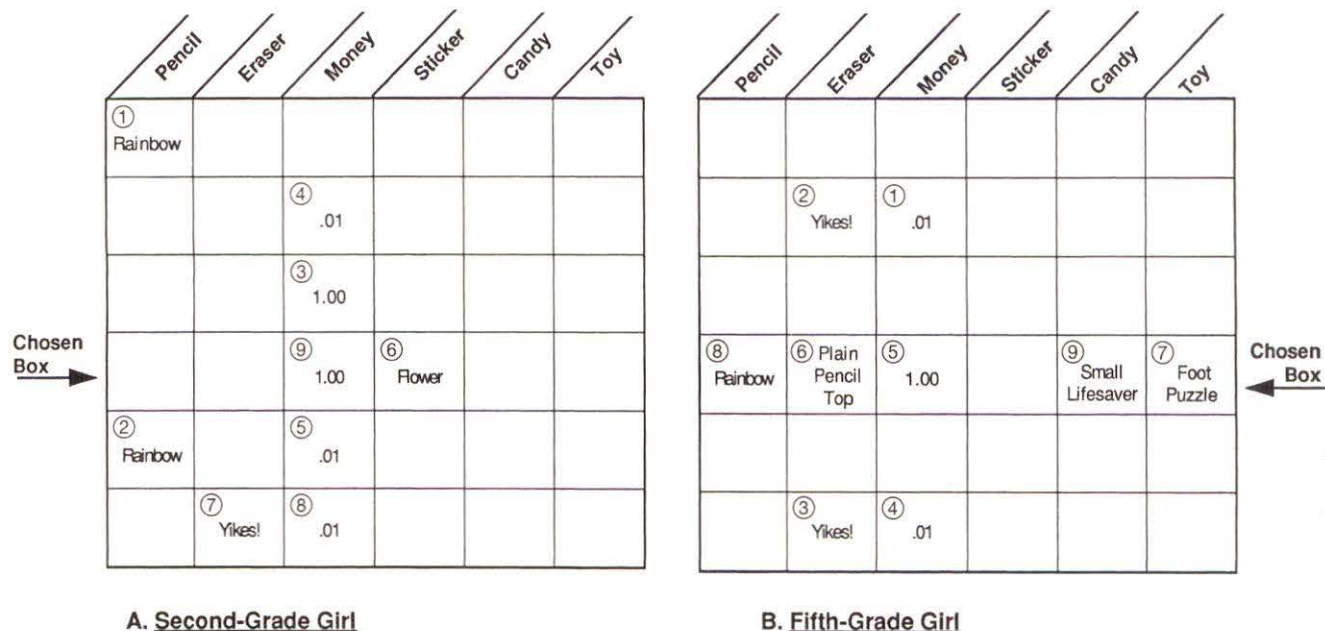 Pencil Eraser Money Sticker Candy Toy
① Rainbow
④ .01
③ 1.00
Chosen Box
⑨ 1.00 ⑥ Flower
② Rainbow ⑤ .01
⑦ Yikes! ⑧ .01
A. Second-Grade Girl
Pencil Eraser Money Sticker Candy Toy
② Yikes! ① .01
⑧ Rainbow ⑥ Plain Pencil Top ⑤ 1.00 ⑨ Small Lifesaver ⑦ Foot Puzzle
Chosen Box
③ Yikes! ④ .01
B. Fifth-Grade Girl